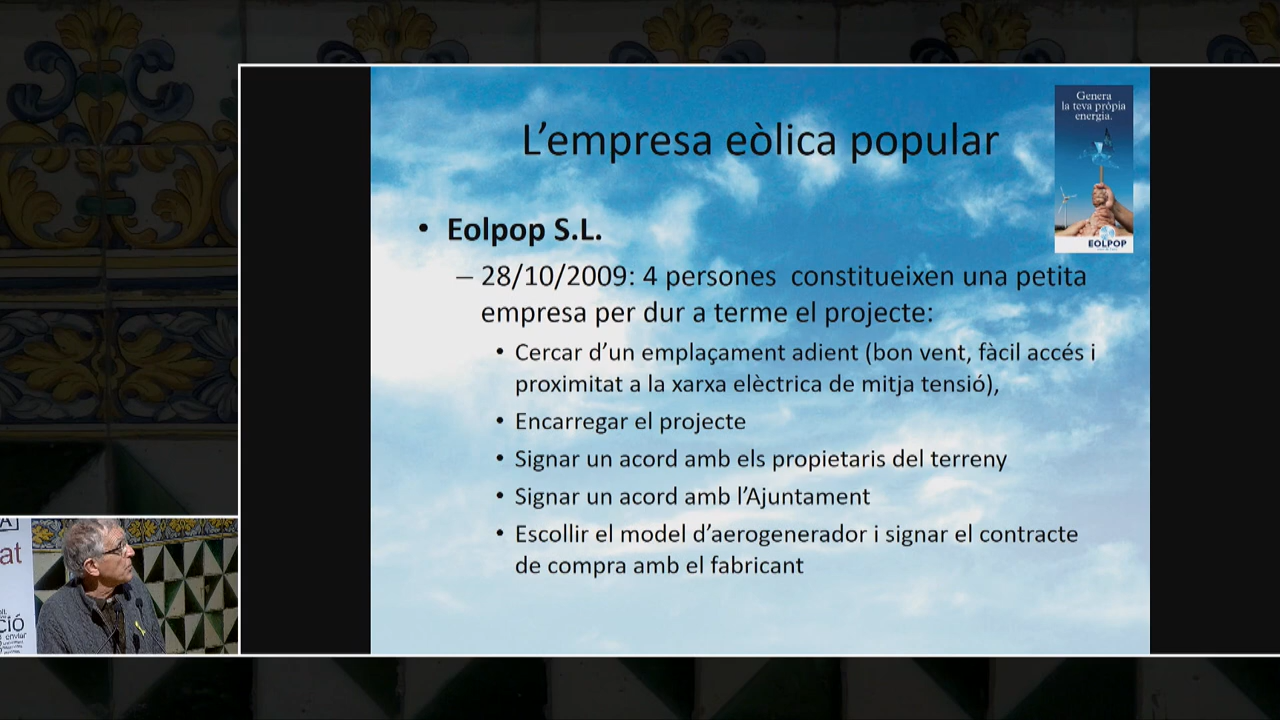 L'empresa eòlica popular
Genera
la teva pròpia
energia.
EOLPOP
• Eolpop S.L.
– 28/10/2009: 4 persones constitueixen una petita
empresa per dur a terme el projecte:
• Cercar d'un emplaçament adient (bon vent, fàcil accés i
proximitat a la xarxa elèctrica de mitja tensió),
• Encarregar el projecte
• Signar un acord amb els propietaris del terreny
• Signar un acord amb l'Ajuntament
• Escollir el model d'aerogenerador i signar el contracte
de compra amb el fabricant
A
at
ció
enviar